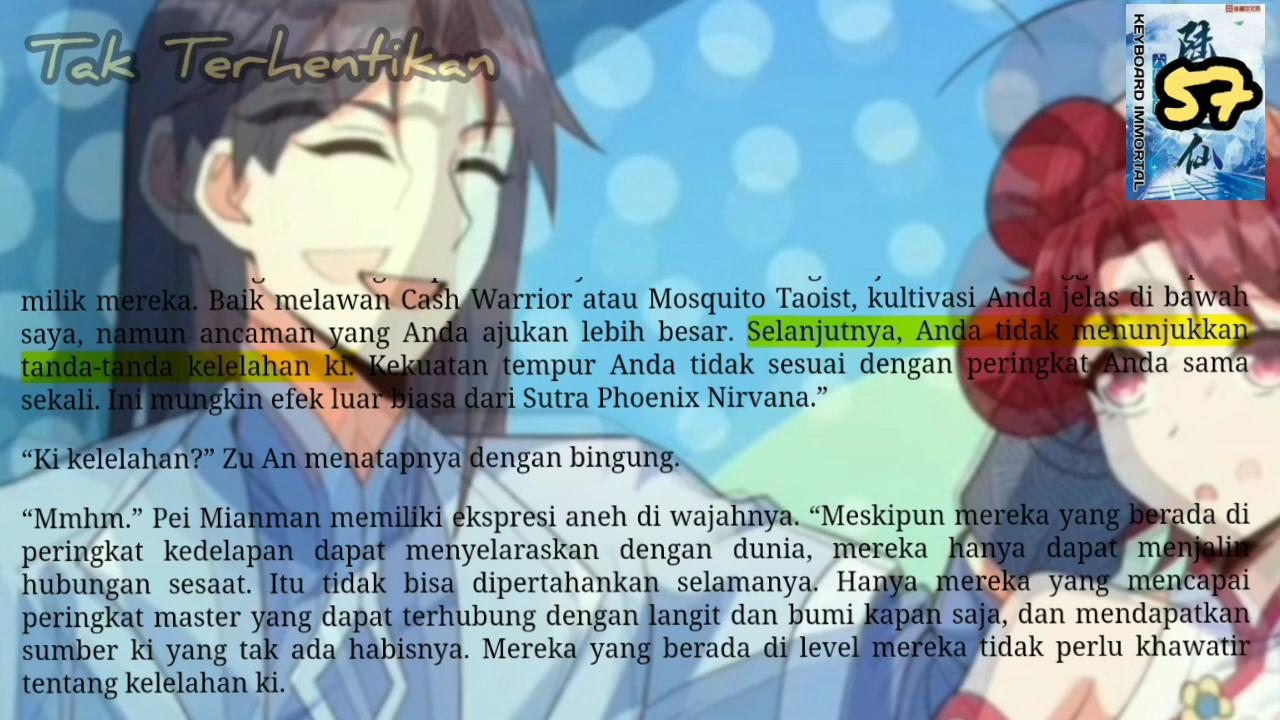 Tak Terhentikan
KEYBOARD IMMORTAL
陆
仙
57
milik mereka. Baik melawan Cash Warrior atau Mosquito Taoist, kultivasi Anda jelas di bawah
saya, namun ancaman yang Anda ajukan lebih besar. Selanjutnya, Anda tidak menunjukkan
tanda-tanda kelelahan ki. Kekuatan tempur Anda tidak sesuai dengan peringkat Anda sama
sekali. Ini mungkin efek luar biasa dari Sutra Phoenix Nirvana.”
“Ki kelelahan?” Zu An menatapnya dengan bingung.
“Mmhm.” Pei Mianman memiliki ekspresi aneh di wajahnya. “Meskipun mereka yang berada di
peringkat kedelapan dapat menyelaraskan dengan dunia, mereka hanya dapat menjalin
hubungan sesaat. Itu tidak bisa dipertahankan selamanya. Hanya mereka yang mencapai
peringkat master yang dapat terhubung dengan langit dan bumi kapan saja, dan mendapatkan
sumber ki yang tak ada habisnya. Mereka yang berada di level mereka tidak perlu khawatir
tentang kelelahan ki.